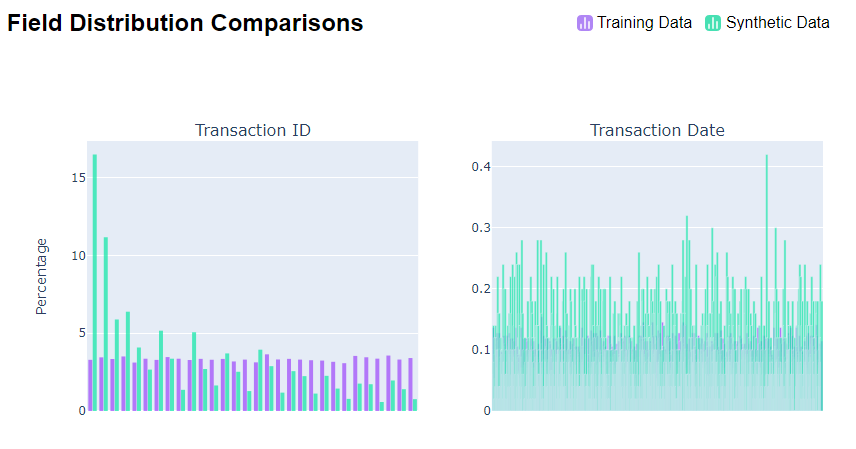 Field Distribution Comparisons
Training Data
Synthetic Data
Transaction ID
Transaction Date
Percentage
15
10
5
0
0.4
0.3
0.2
0.1
0